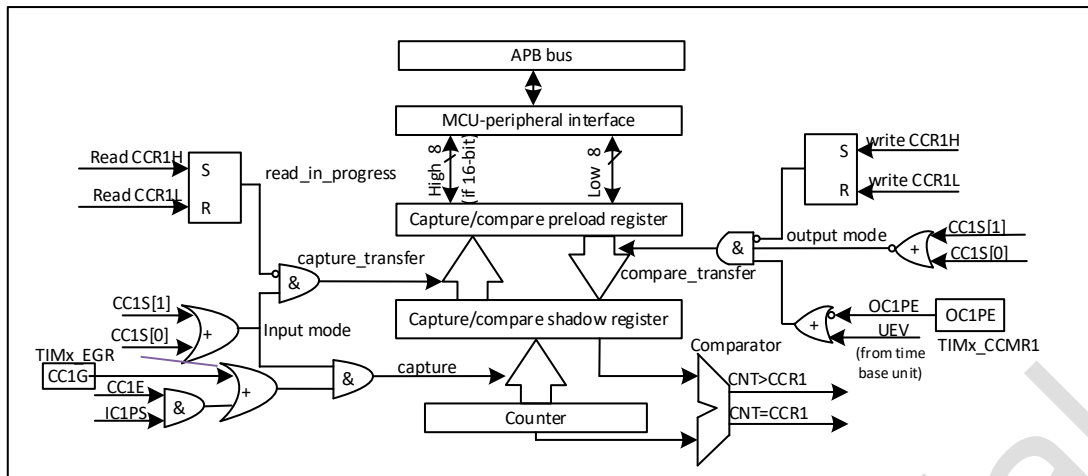 APB bus
MCU-peripheral interface
High 8
(if 16-bit)
Low 8
Read CCR1H
Read CCR1L
S
R
read_in_progress
S
R
write CCR1H
write CCR1L
Capture/compare preload register
CC1S[1]
CC1S[0]
+
output mode
&
capture_transfer
compare_transfer
&
CC1S[1]
CC1S[0]
+
Input mode
Capture/compare shadow register
OC1PE
UEV
(from time
base unit)
+
OC1PE
TIMx_CCMR1
TIMx_EGR
CC1G
CC1E
IC1PS
&
+
&
capture
Comparator
CNT>CCR1
CNT=CCR1
Counter